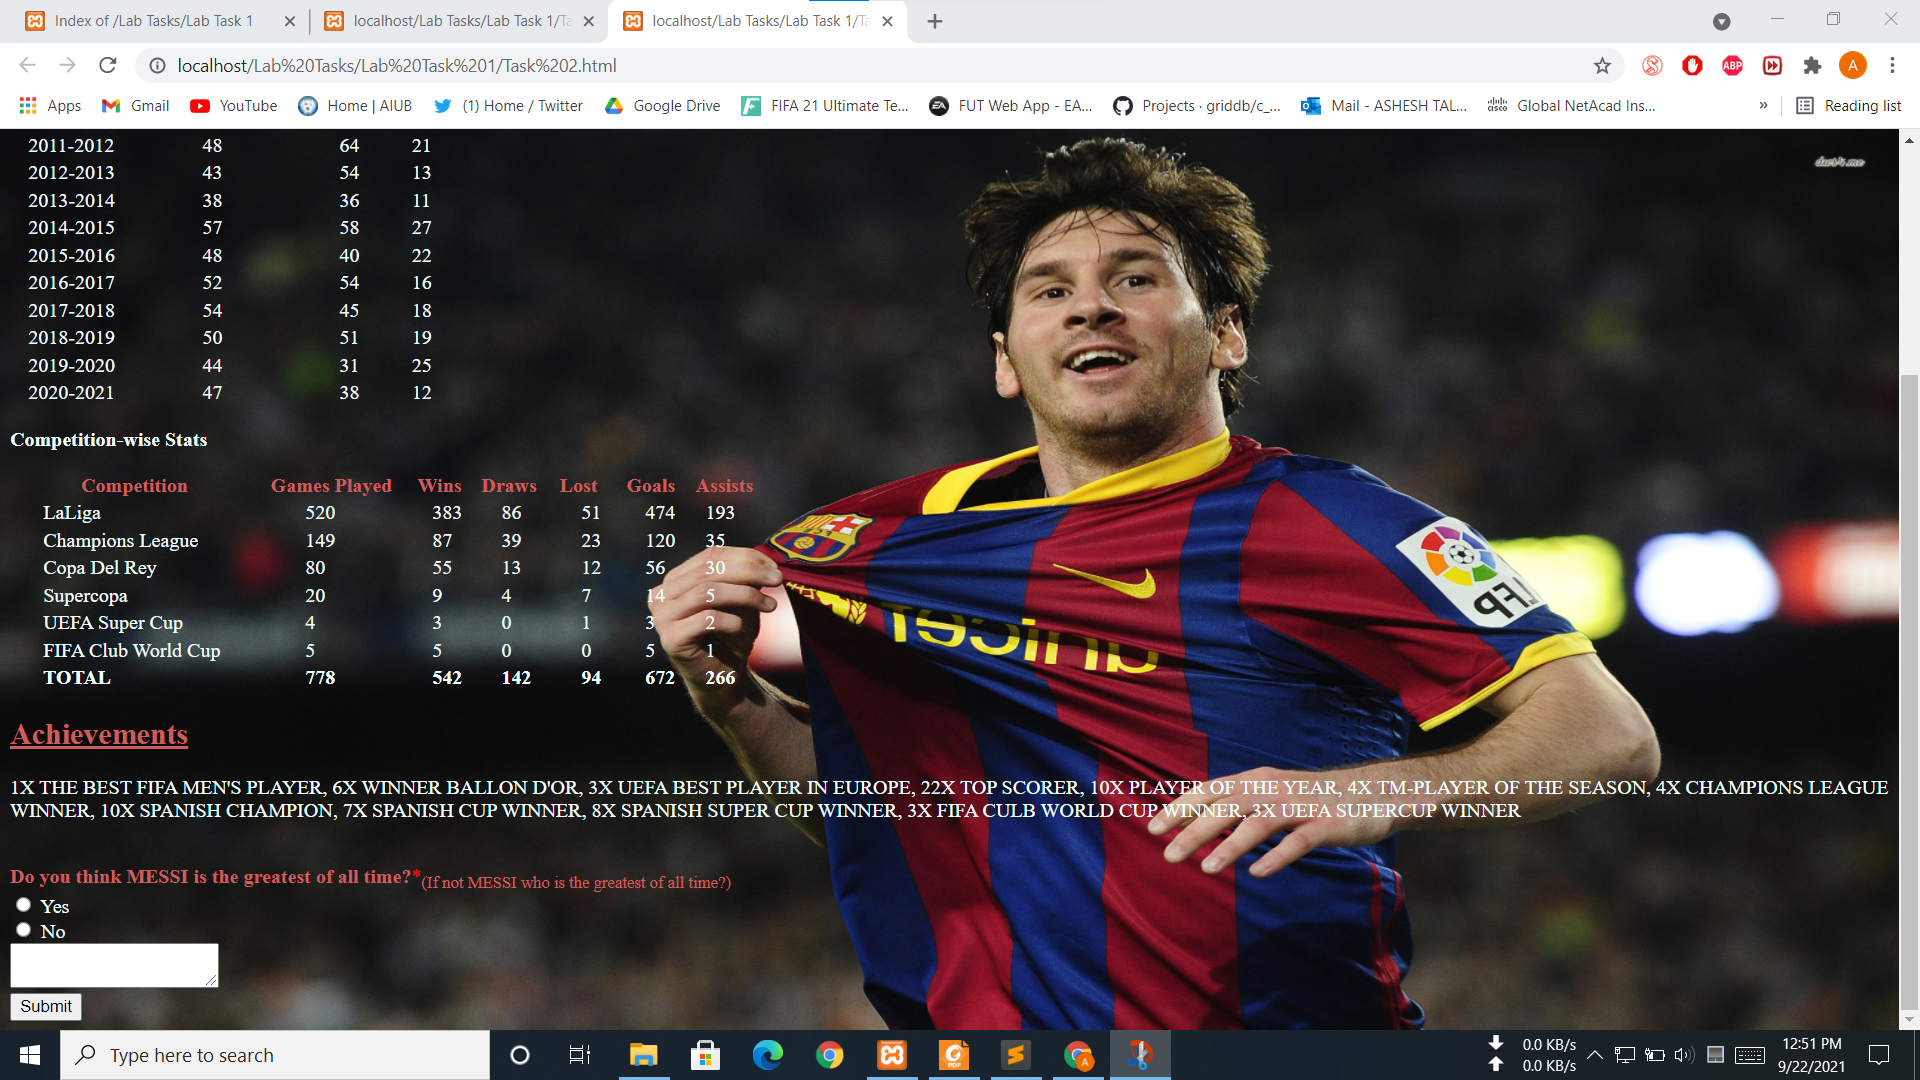 Index of /Lab Tasks/Lab Task 1
localhost/Lab Tasks/Lab Task 1/Ta
localhost/Lab Tasks/Lab Task 1/Ta
localhost/Lab%20Tasks/Lab%20Task%201/Task%202.html
ABP
A
Apps Gmail YouTube Home | AIUB (1) Home / Twitter Google Drive FIFA 21 Ultimate Te... FUT Web App - EA... Projects · griddb/c_... Mail - ASHESH TAL... Global NetAcad Ins... » Reading list
2011-2012 48 64 21
2012-2013 43 54 13
2013-2014 38 36 11
2014-2015 57 58 27
2015-2016 48 40 22
2016-2017 52 54 16
2017-2018 54 45 18
2018-2019 50 51 19
2019-2020 44 31 25
2020-2021 47 38 12
Competition-wise Stats
Competition Games Played Wins Draws Lost Goals Assists
LaLiga 520 383 86 51 474 193
Champions League 149 87 39 23 120 35
Copa Del Rey 80 55 13 12 56 30
Supercopa 20 9 4 7 14 5
UEFA Super Cup 4 3 0 1 3 2
FIFA Club World Cup 5 5 0 0 5 1
TOTAL 778 542 142 94 672 266
Achievements
1X THE BEST FIFA MEN'S PLAYER, 6X WINNER BALLON D'OR, 3X UEFA BEST PLAYER IN EUROPE, 22X TOP SCORER, 10X PLAYER OF THE YEAR, 4X TM-PLAYER OF THE SEASON, 4X CHAMPIONS LEAGUE
WINNER, 10X SPANISH CHAMPION, 7X SPANISH CUP WINNER, 8X SPANISH SUPER CUP WINNER, 3X FIFA CULB WORLD CUP WINNER, 3X UEFA SUPERCUP WINNER
Do you think MESSI is the greatest of all time?*(If not MESSI who is the greatest of all time?)
Yes
No
Submit
Type here to search
0.0 KB/s
0.0 KB/s
12:51 PM
9/22/2021